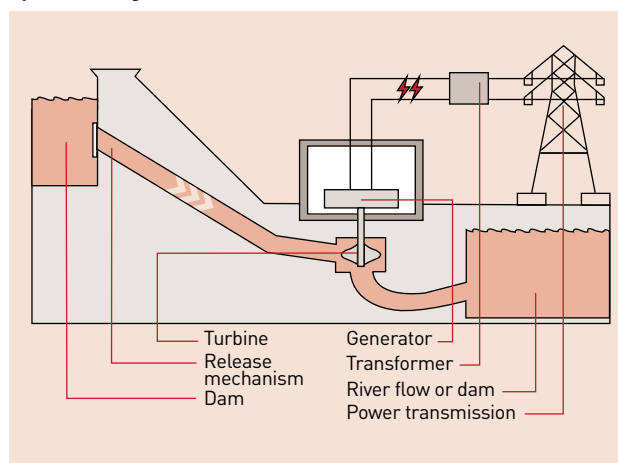 Turbine
Release
mechanism
Dam
Generator
Transformer
River flow or dam
Power transmission